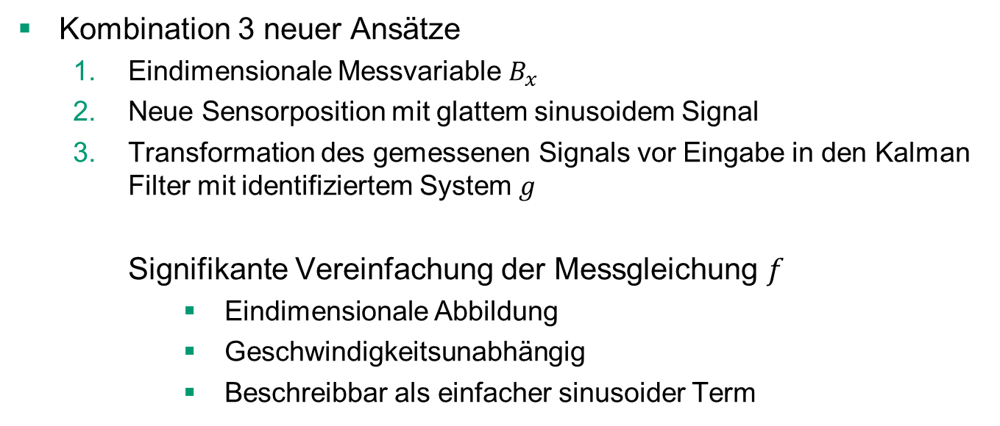 ▪ Kombination 3 neuer Ansätze
1. Eindimensionale Messvariable Bₓ
2. Neue Sensorposition mit glattem sinusoidem Signal
3. Transformation des gemessenen Signals vor Eingabe in den Kalman
Filter mit identifiziertem System g
Signifikante Vereinfachung der Messgleichung f
▪ Eindimensionale Abbildung
▪ Geschwindigkeitsunabhängig
▪ Beschreibbar als einfacher sinusoider Term